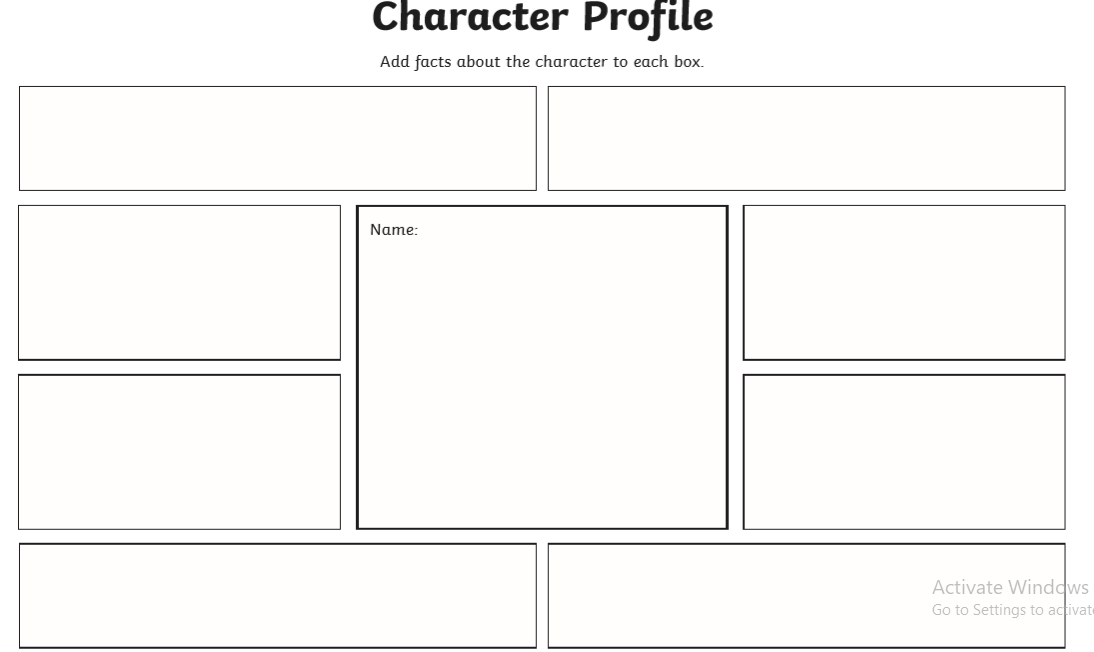 Character Profile
Add facts about the character to each box.
Name:
Activate Windows
Go to Settings to activate